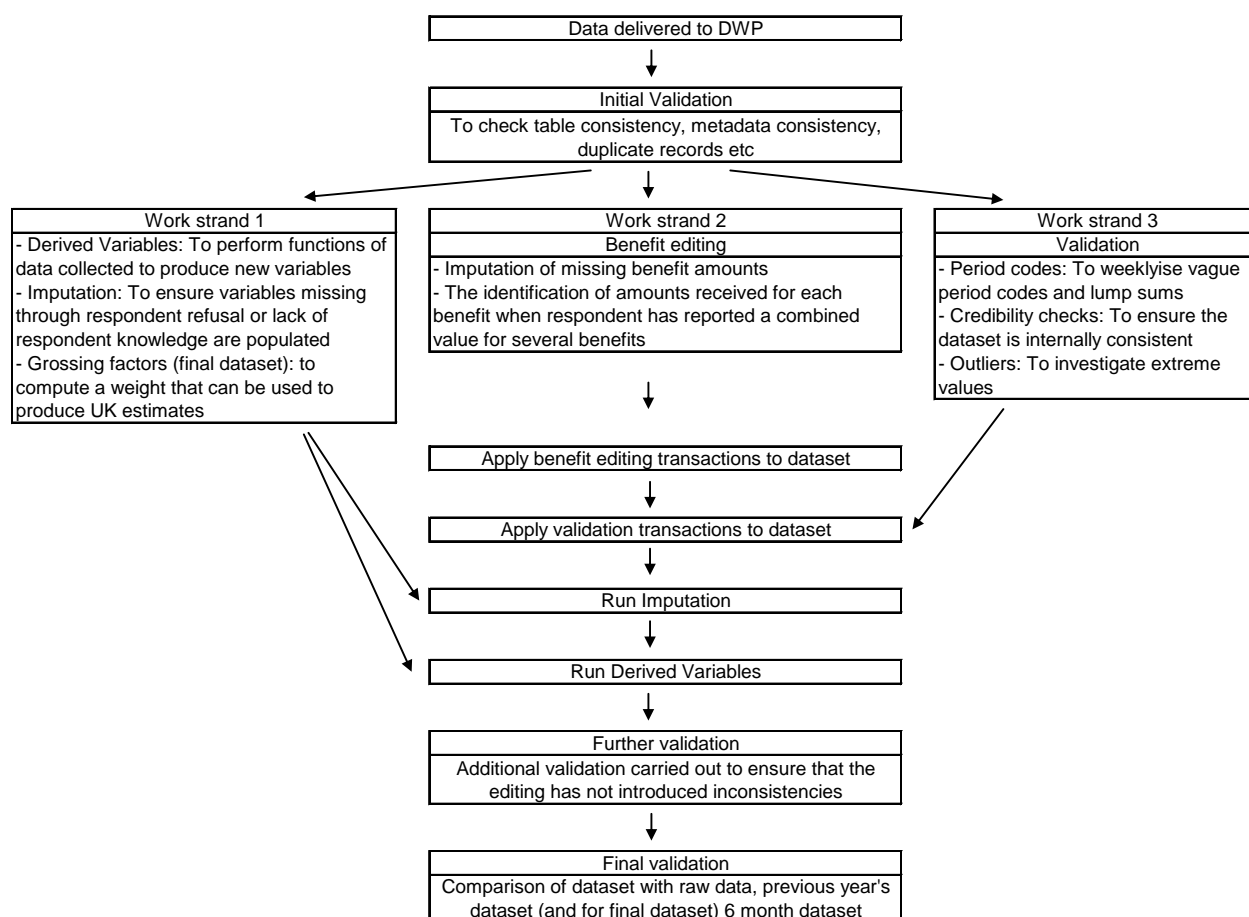 Data delivered to DWP
Initial Validation
To check table consistency, metadata consistency,
duplicate records etc
Work strand 1
- Derived Variables: To perform functions of
data collected to produce new variables
- Imputation: To ensure variables missing
through respondent refusal or lack of
respondent knowledge are populated
- Grossing factors (final dataset): to
compute a weight that can be used to
produce UK estimates
Work strand 2
Benefit editing
- Imputation of missing benefit amounts
- The identification of amounts received for each
benefit when respondent has reported a combined
value for several benefits
Work strand 3
Validation
- Period codes: To weeklyise vague
period codes and lump sums
- Credibility checks: To ensure the
dataset is internally consistent
- Outliers: To investigate extreme
values
Apply benefit editing transactions to dataset
Apply validation transactions to dataset
Run Imputation
Run Derived Variables
Further validation
Additional validation carried out to ensure that the
editing has not introduced inconsistencies
Final validation
Comparison of dataset with raw data, previous year's
dataset (and for final dataset) 6 month dataset